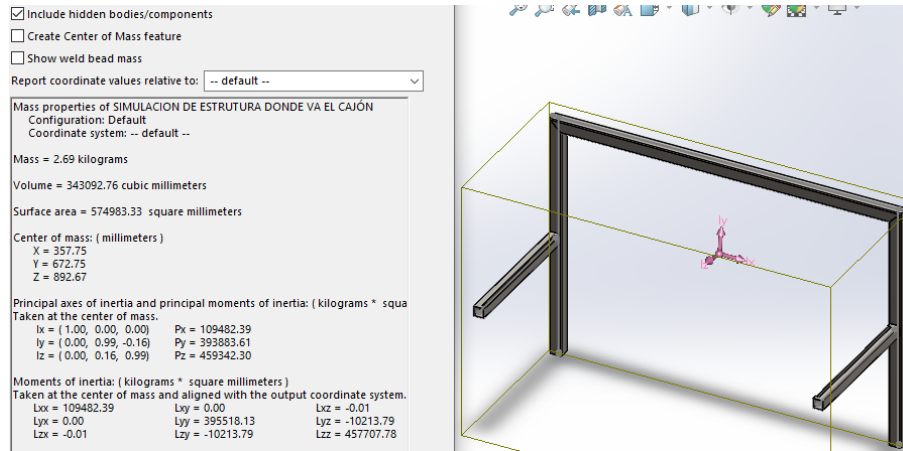 Include hidden bodies/components
Create Center of Mass feature
Show weld bead mass
Report coordinate values relative to: -- default --
Mass properties of SIMULACION DE ESTRUTURA DONDE VA EL CAJÓN
Configuration: Default
Coordinate system: -- default --
Mass = 2.69 kilograms
Volume = 343092.76 cubic millimeters
Surface area = 574983.33 square millimeters
Center of mass: ( millimeters )
X = 357.75
Y = 672.75
Z = 892.67
Principal axes of inertia and principal moments of inertia: ( kilograms * squa
Taken at the center of mass.
Ix = ( 1.00, 0.00, 0.00) Px = 109482.39
Iy = ( 0.00, 0.99, -0.16) Py = 393883.61
Iz = ( 0.00, 0.16, 0.99) Pz = 459342.30
Moments of inertia: ( kilograms * square millimeters )
Taken at the center of mass and aligned with the output coordinate system.
Lxx = 109482.39 Lxy = 0.00 Lxz = -0.01
Lyx = 0.00 Lyy = 395518.13 Lyz = -10213.79
Lzx = -0.01 Lzy = -10213.79 Lzz = 457707.78
Iy
Iz
Ix